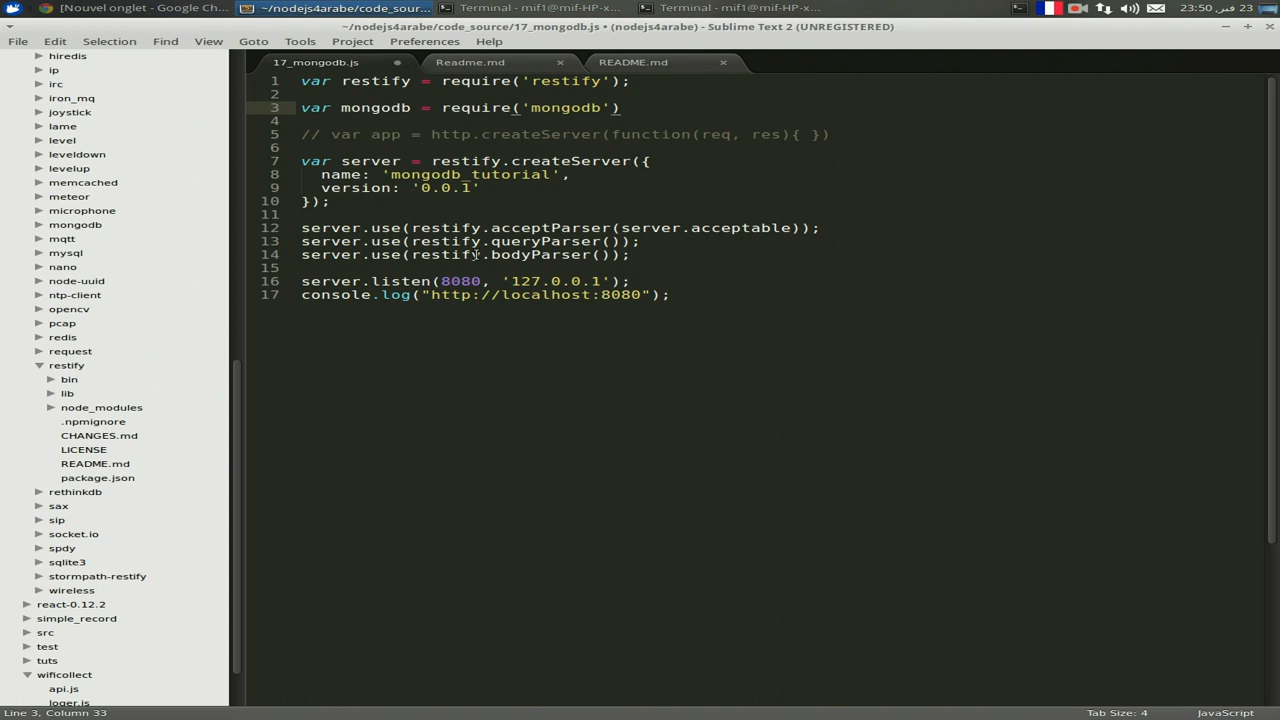 [Nouvel onglet - Google Ch...
~/nodejs4arabe/code_sour...
Terminal - mif1@mif-HP-x...
Terminal - mif1@mif-HP-x...
23 فبر, 23:50
~/nodejs4arabe/code_source/17_mongodb.js • (nodejs4arabe) - Sublime Text 2 (UNREGISTERED)
File Edit Selection Find View Goto Tools Project Preferences Help
17_mongodb.js
Readme.md
README.md
hiredis
ip
irc
iron_mq
joystick
lame
level
leveldown
levelup
memcached
meteor
microphone
mongodb
mqtt
mysql
nano
node-uuid
ntp-client
opencv
pcap
redis
request
restify
bin
lib
node_modules
.npmignore
CHANGES.md
LICENSE
README.md
package.json
rethinkdb
sax
sip
socket.io
spdy
sqlite3
stormpath-restify
wireless
react-0.12.2
simple_record
src
test
tuts
wificollect
api.js
loger.js
1 var restify = require('restify');
2
3 var mongodb = require('mongodb')
4
5 // var app = http.createServer(function(req, res){ })
6
7 var server = restify.createServer({
8 name: 'mongodb_tutorial',
9 version: '0.0.1'
10 });
11
12 server.use(restify.acceptParser(server.acceptable));
13 server.use(restify.queryParser());
14 server.use(restify.bodyParser());
15
16 server.listen(8080, '127.0.0.1');
17 console.log("http://localhost:8080");
Line 3, Column 33
Tab Size: 4
JavaScript